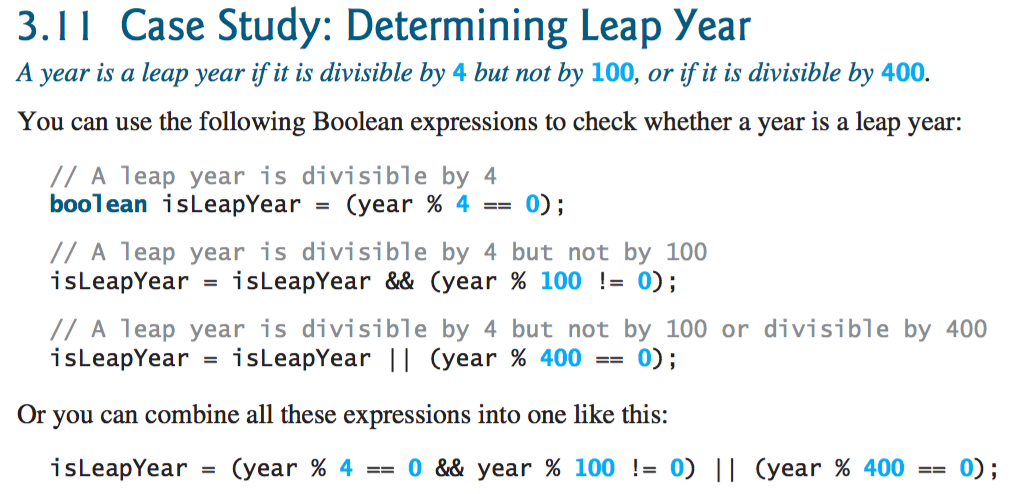 3.11 Case Study: Determining Leap Year
A year is a leap year if it is divisible by 4 but not by 100, or if it is divisible by 400.
You can use the following Boolean expressions to check whether a year is a leap year:
// A leap year is divisible by 4
boolean isLeapYear = (year % 4 == 0);
// A leap year is divisible by 4 but not by 100
isLeapYear = isLeapYear && (year % 100 != 0);
// A leap year is divisible by 4 but not by 100 or divisible by 400
isLeapYear = isLeapYear || (year % 400 == 0);
Or you can combine all these expressions into one like this:
isLeapYear = (year % 4 == 0 && year % 100 != 0) || (year % 400 == 0);